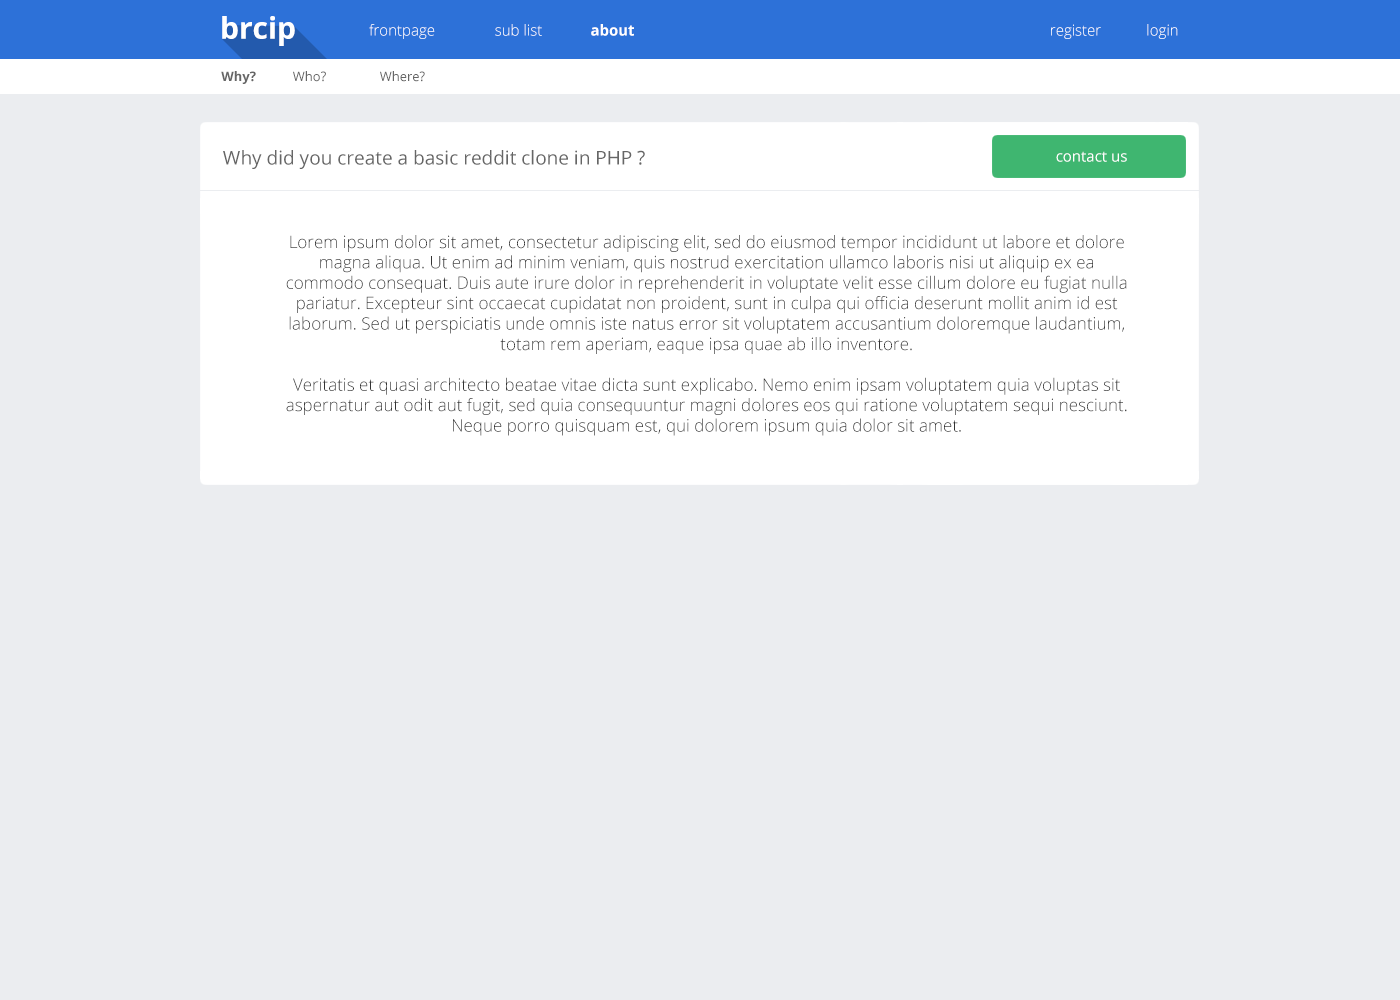 brcip frontpage sub list about register login
Why? Who? Where?
Why did you create a basic reddit clone in PHP ?
contact us
Lorem ipsum dolor sit amet, consectetur adipiscing elit, sed do eiusmod tempor incididunt ut labore et dolore
magna aliqua. Ut enim ad minim veniam, quis nostrud exercitation ullamco laboris nisi ut aliquip ex ea
commodo consequat. Duis aute irure dolor in reprehenderit in voluptate velit esse cillum dolore eu fugiat nulla
pariatur. Excepteur sint occaecat cupidatat non proident, sunt in culpa qui officia deserunt mollit anim id est
laborum. Sed ut perspiciatis unde omnis iste natus error sit voluptatem accusantium doloremque laudantium,
totam rem aperiam, eaque ipsa quae ab illo inventore.
Veritatis et quasi architecto beatae vitae dicta sunt explicabo. Nemo enim ipsam voluptatem quia voluptas sit
aspernatur aut odit aut fugit, sed quia consequuntur magni dolores eos qui ratione voluptatem sequi nesciunt.
Neque porro quisquam est, qui dolorem ipsum quia dolor sit amet.